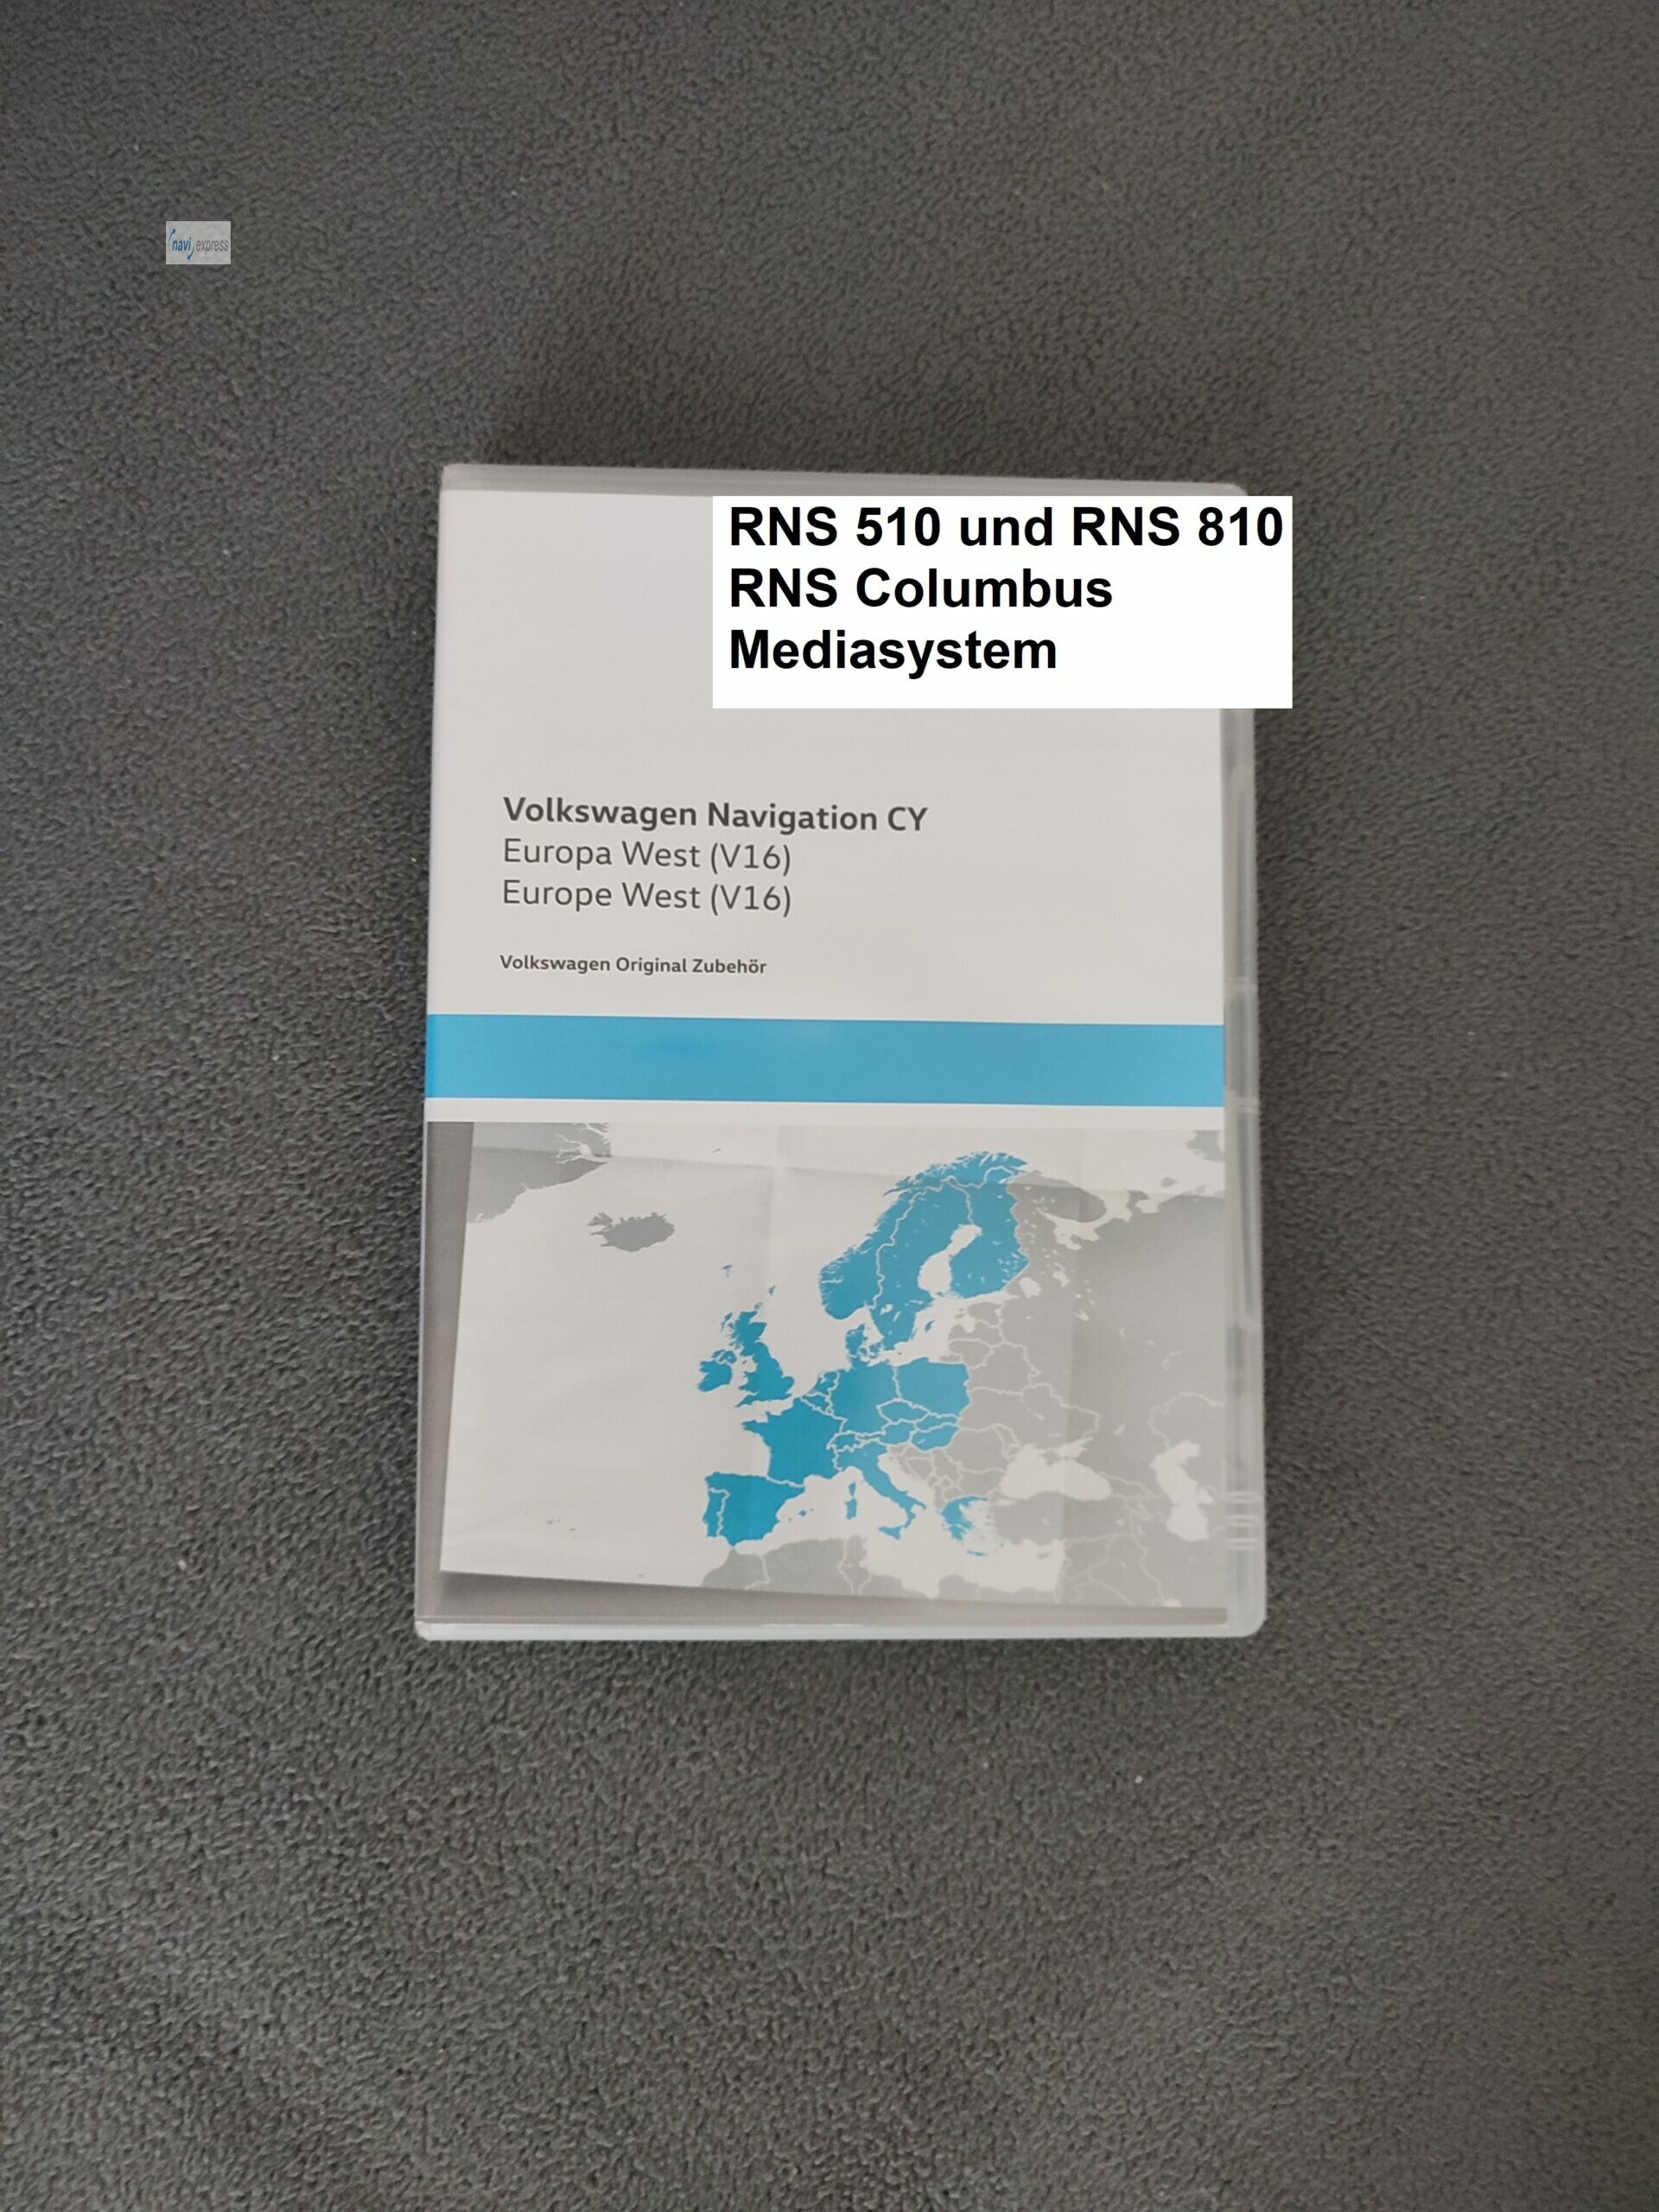 navi express
RNS 510 und RNS 810
RNS Columbus
Mediasystem
Volkswagen Navigation CY
Europa West (V16)
Europe West (V16)
Volkswagen Original Zubehör